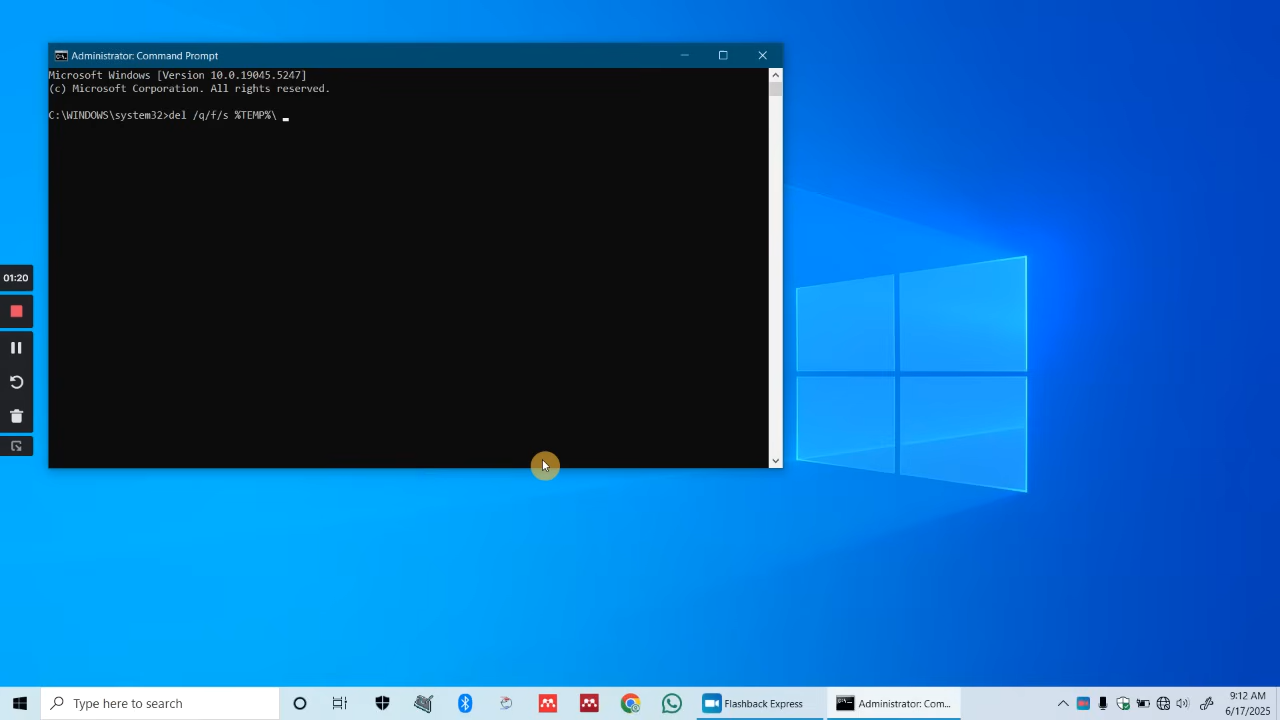 Administrator: Command Prompt
Microsoft Windows [Version 10.0.19045.5247]
(c) Microsoft Corporation. All rights reserved.
C:\WINDOWS\system32>del /q/f/s %TEMP%\
01:20
Type here to search
Flashback Express
Administrator: Com...
9:12 AM
6/17/2025